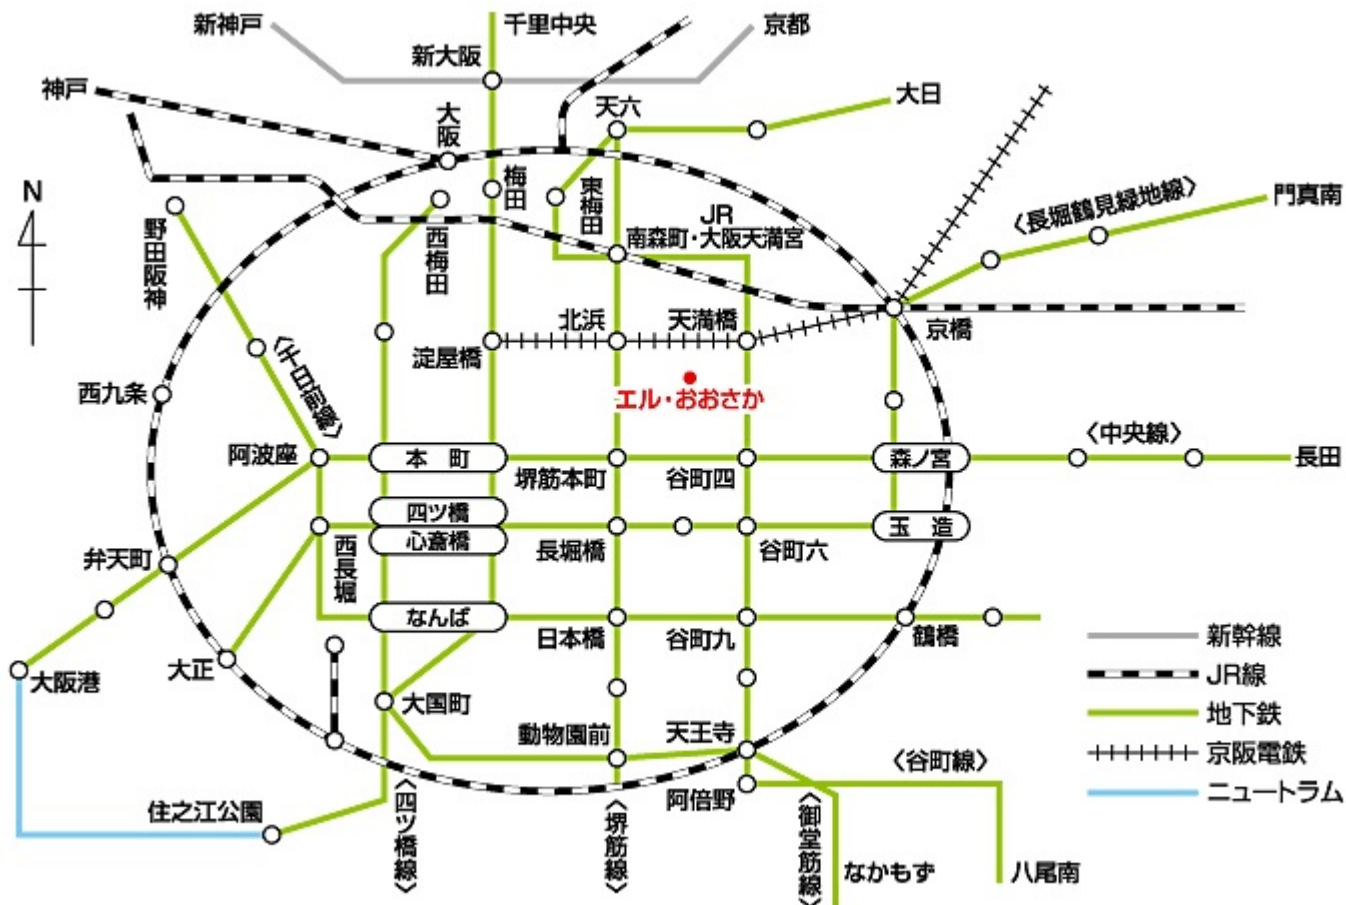 新神戸
千里中央
京都
新大阪
神戸
大阪
天六
大日
N
梅田
東梅田
〈長堀鶴見緑地線〉
門真南
野田阪神
西梅田
JR
南森町・大阪天満宮
北浜
天満橋
京橋
淀屋橋
〈千日前線〉
西九条
エル・おおさか
阿波座
本町
堺筋本町
谷町四
森ノ宮
〈中央線〉
長田
四ツ橋
心斎橋
西長堀
長堀橋
谷町六
玉造
弁天町
なんば
日本橋
谷町九
鶴橋
大正
大阪港
大国町
動物園前
天王寺
〈谷町線〉
阿倍野
住之江公園
〈四ツ橋線〉
〈堺筋線〉
〈御堂筋線〉
なかもず
八尾南
新幹線
JR線
地下鉄
京阪電鉄
ニュートラム